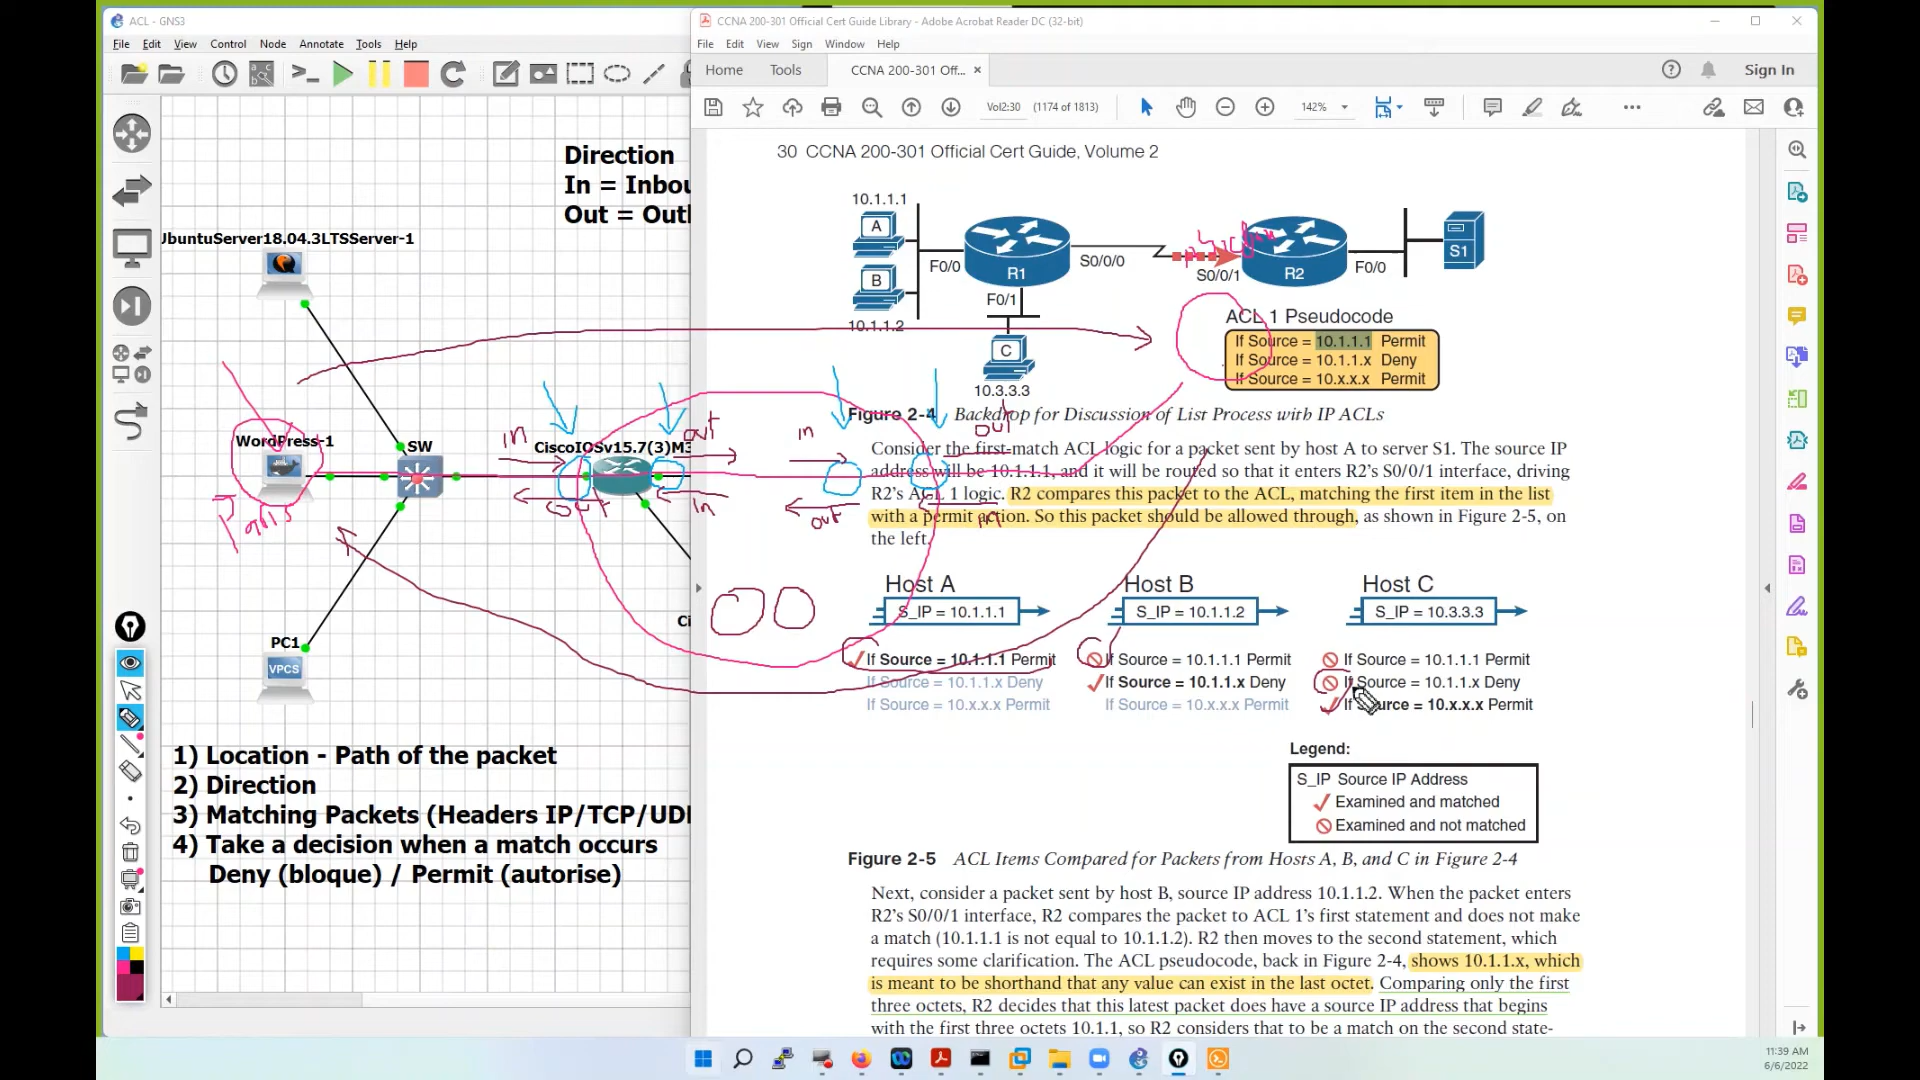 ACL - GNS3
File Edit View Control Node Annotate Tools Help
Direction
In = Inbou
Out = Outl
UbuntuServer18.04.3LTSServer-1
WordPress-1
SW
CiscoIOSv15.7(3)M3
in
out
in
out
out
in
out
in
Paris
PC1
VPCS
Ci
1) Location - Path of the packet
2) Direction
3) Matching Packets (Headers IP/TCP/UDI
4) Take a decision when a match occurs
Deny (bloque) / Permit (autorise)
CCNA 200-301 Official Cert Guide Library - Adobe Acrobat Reader DC (32-bit)
File Edit View Sign Window Help
Home Tools CCNA 200-301 Off... × Sign In
Vol2:30 (1174 of 1813) 142%
30 CCNA 200-301 Official Cert Guide, Volume 2
10.1.1.1
A
B
10.1.1.2
F0/0
R1
S0/0/0
F0/1
C
10.3.3.3
S0/0/1
R2
F0/0
S1
ACL 1 Pseudocode
If Source = 10.1.1.1 Permit
If Source = 10.1.1.x Deny
If Source = 10.x.x.x Permit
Figure 2-4 Backdrop for Discussion of List Process with IP ACLs
Consider the first-match ACL logic for a packet sent by host A to server S1. The source IP
address will be 10.1.1.1, and it will be routed so that it enters R2's S0/0/1 interface, driving
R2's ACL 1 logic. R2 compares this packet to the ACL, matching the first item in the list
with a permit action. So this packet should be allowed through, as shown in Figure 2-5, on
the left.
Host A
S_IP = 10.1.1.1
If Source = 10.1.1.1 Permit
If Source = 10.1.1.x Deny
If Source = 10.x.x.x Permit
Host B
S_IP = 10.1.1.2
If Source = 10.1.1.1 Permit
If Source = 10.1.1.x Deny
If Source = 10.x.x.x Permit
Host C
S_IP = 10.3.3.3
If Source = 10.1.1.1 Permit
If Source = 10.1.1.x Deny
If Source = 10.x.x.x Permit
Legend:
S_IP Source IP Address
Examined and matched
Examined and not matched
Figure 2-5 ACL Items Compared for Packets from Hosts A, B, and C in Figure 2-4
Next, consider a packet sent by host B, source IP address 10.1.1.2. When the packet enters
R2's S0/0/1 interface, R2 compares the packet to ACL 1's first statement and does not make
a match (10.1.1.1 is not equal to 10.1.1.2). R2 then moves to the second statement, which
requires some clarification. The ACL pseudocode, back in Figure 2-4, shows 10.1.1.x, which
is meant to be shorthand that any value can exist in the last octet. Comparing only the first
three octets, R2 decides that this latest packet does have a source IP address that begins
with the first three octets 10.1.1, so R2 considers that to be a match on the second state-
11:39 AM
6/6/2022